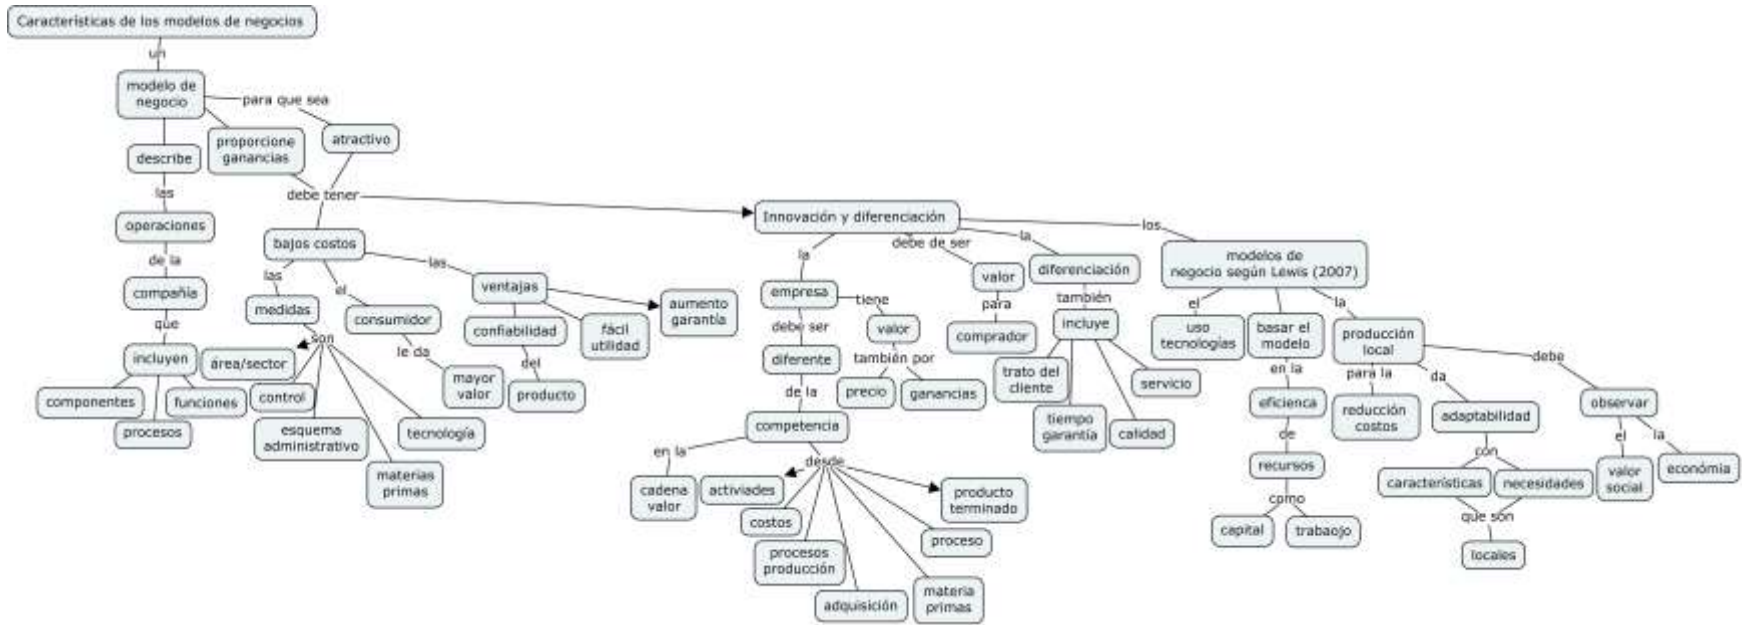 Características de los modelos de negocios
un
modelo de
negocio
para que sea
proporcione
ganancias
atractivo
describe
las
debe tener
operaciones
de la
compañía
que
incluyen
componentes
procesos
funciones
bajos costos
las
medidas
son
área/sector
control
esquema
administrativo
materias
primas
tecnología
el
consumidor
le da
mayor
valor
las
ventajas
confiabilidad
del
producto
fácil
utilidad
aumento
garantía
Innovación y diferenciación
la
empresa
tiene
valor
también por
precio
ganancias
debe ser
diferente
de la
competencia
en la
cadena
valor
desde
activiades
costos
procesos
producción
adquisición
materia
primas
proceso
producto
terminado
debe de ser
valor
para
comprador
la
diferenciación
también
incluye
trato del
cliente
tiempo
garantía
calidad
servicio
los
modelos de
negocio según Lewis (2007)
el
uso
tecnologías
basar el
modelo
en la
eficienca
de
recursos
como
capital
trabaojo
la
producción
local
para la
reducción
costos
da
adaptabilidad
con
características
necesidades
que son
locales
debe
observar
el
valor
social
la
económia